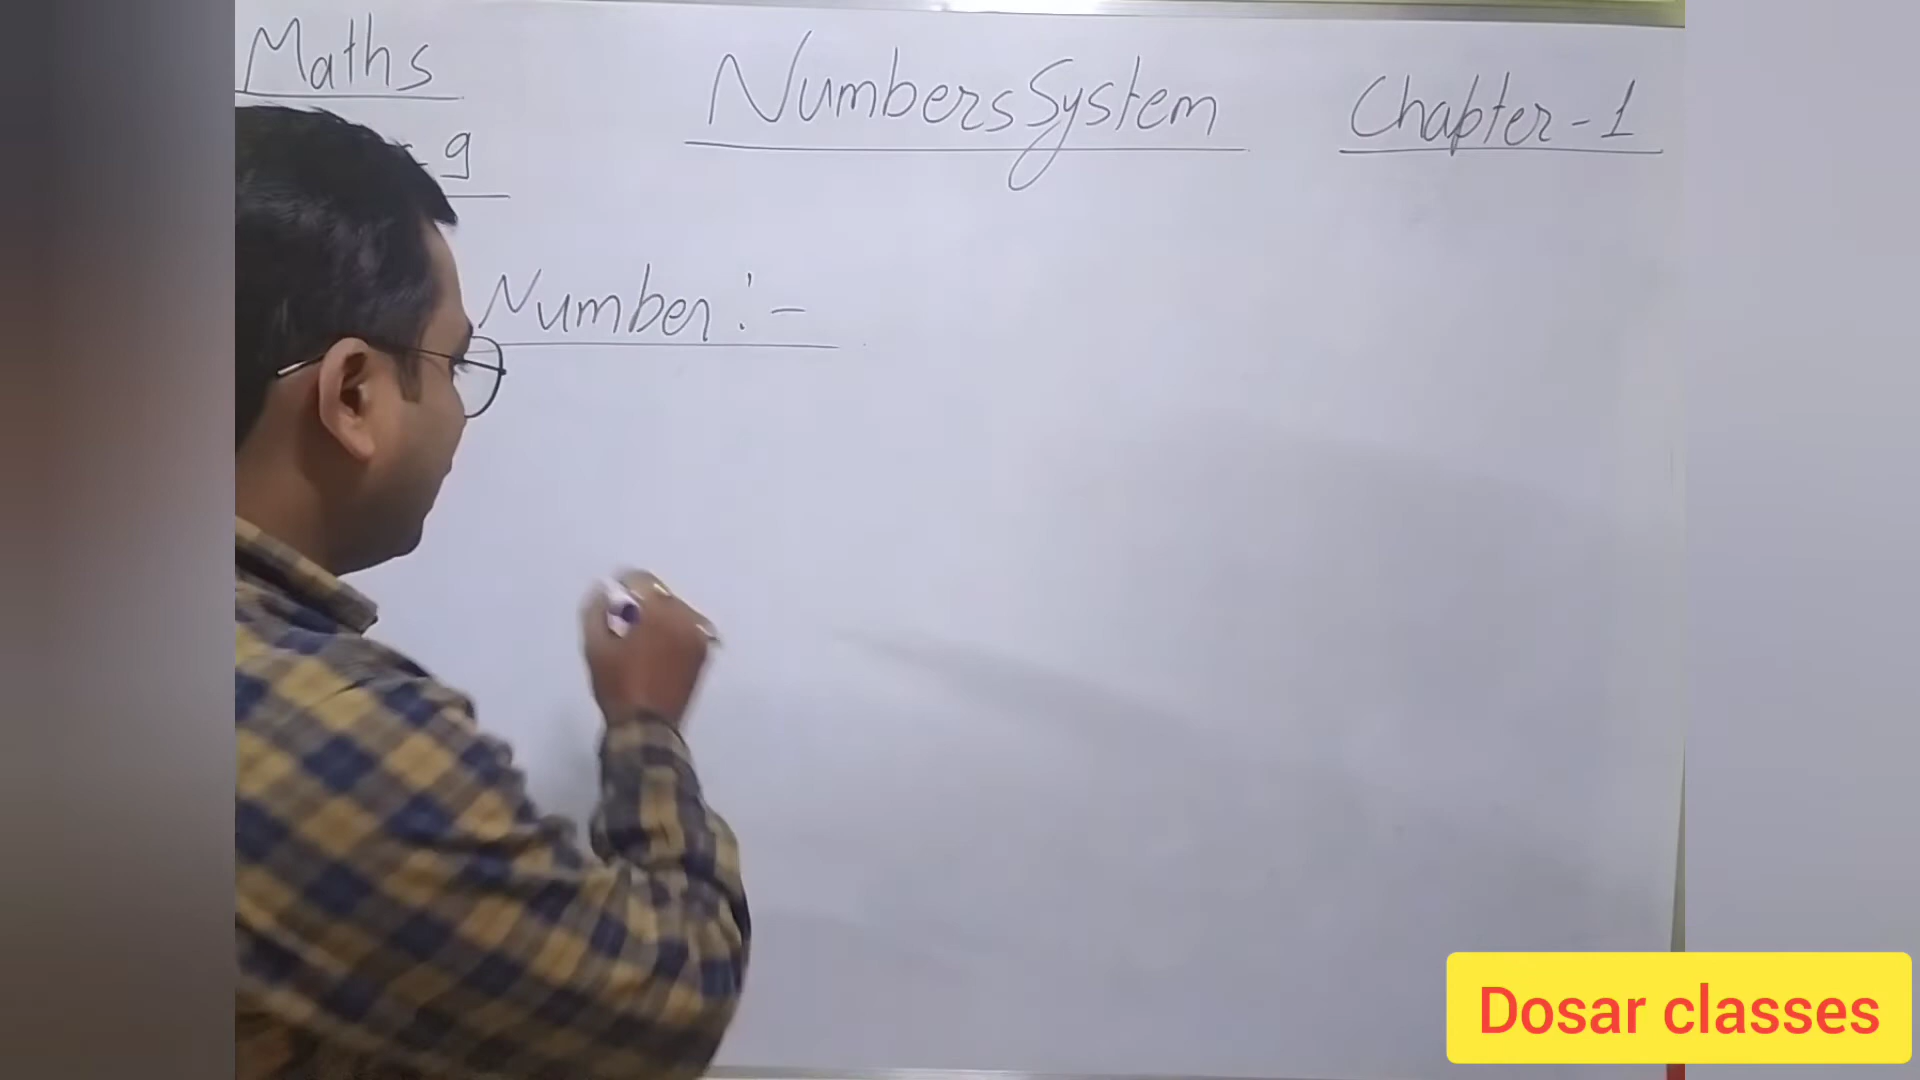 Maths
Numbers System
Chapter-1
- 9
Number :-
Dosar classes